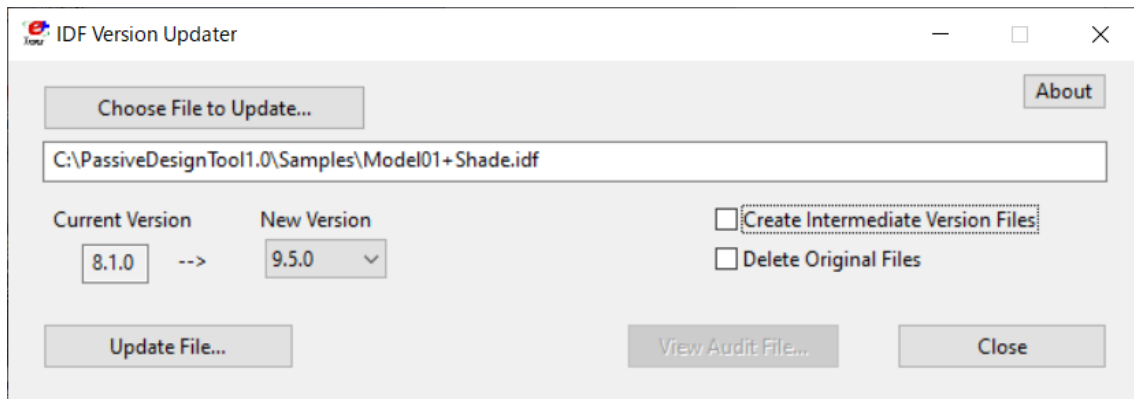 IDF Version Updater
About
Choose File to Update...
C:\PassiveDesignTool1.0\Samples\Model01+Shade.idf
Current Version New Version
Create Intermediate Version Files
8.1.0 --> 9.5.0
Delete Original Files
Update File... View Audit File... Close